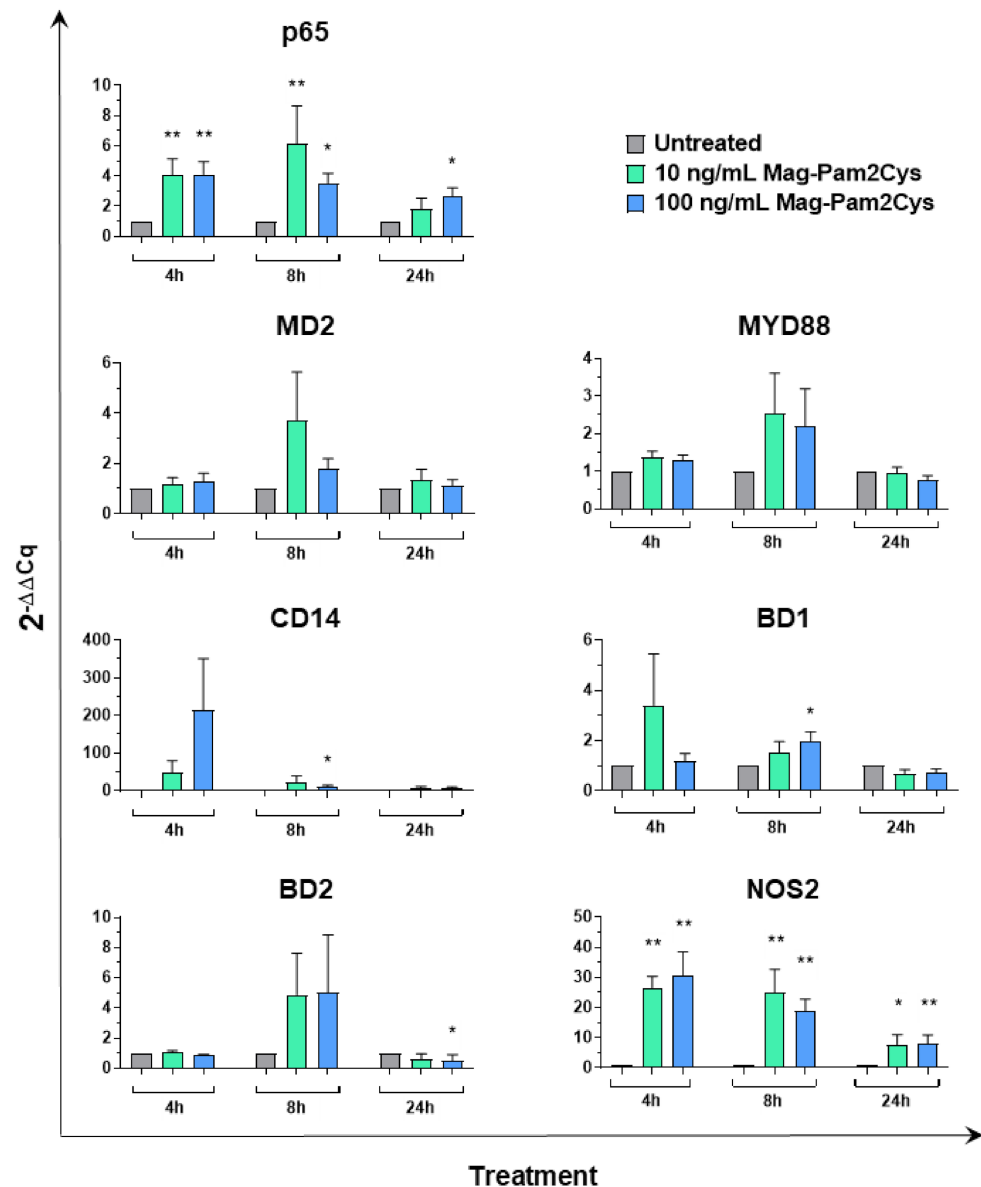 p65
10
8
6
4
2
0
** ** ** * *
4h 8h 24h
Untreated
10 ng/mL Mag-Pam2Cys
100 ng/mL Mag-Pam2Cys
MD2
6
4
2
0
4h 8h 24h
MYD88
4
3
2
1
0
4h 8h 24h
2-ΔΔCq
CD14
400
300
200
100
0
*
4h 8h 24h
BD1
6
4
2
0
*
4h 8h 24h
BD2
10
8
6
4
2
0
*
4h 8h 24h
NOS2
50
40
30
20
10
0
** ** ** ** * **
4h 8h 24h
Treatment